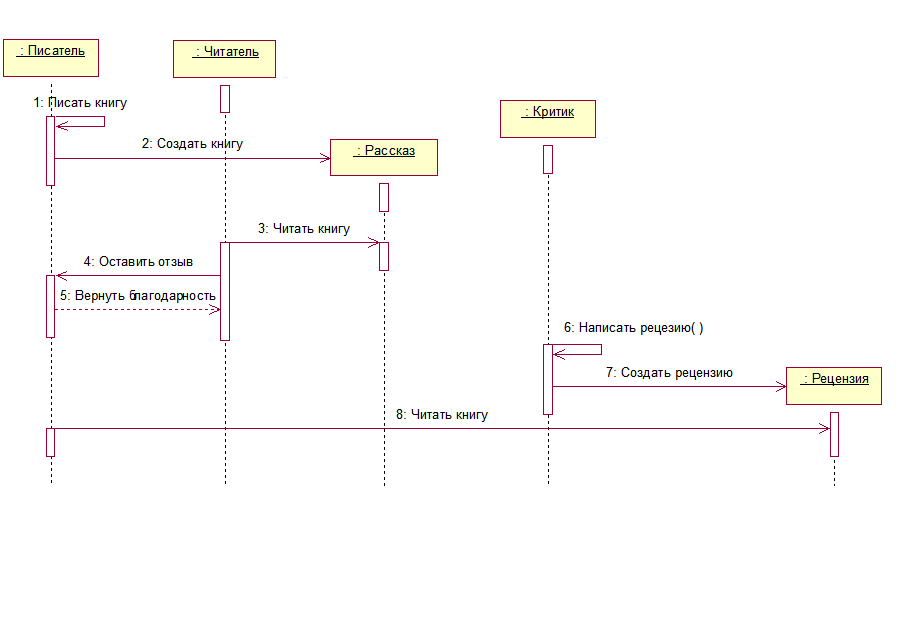 : Писатель
: Читатель
1: Писать книгу
: Критик
2: Создать книгу
: Рассказ
3: Читать книгу
4: Оставить отзыв
5: Вернуть благодарность
6: Написать рецезию( )
7: Создать рецензию
: Рецензия
8: Читать книгу